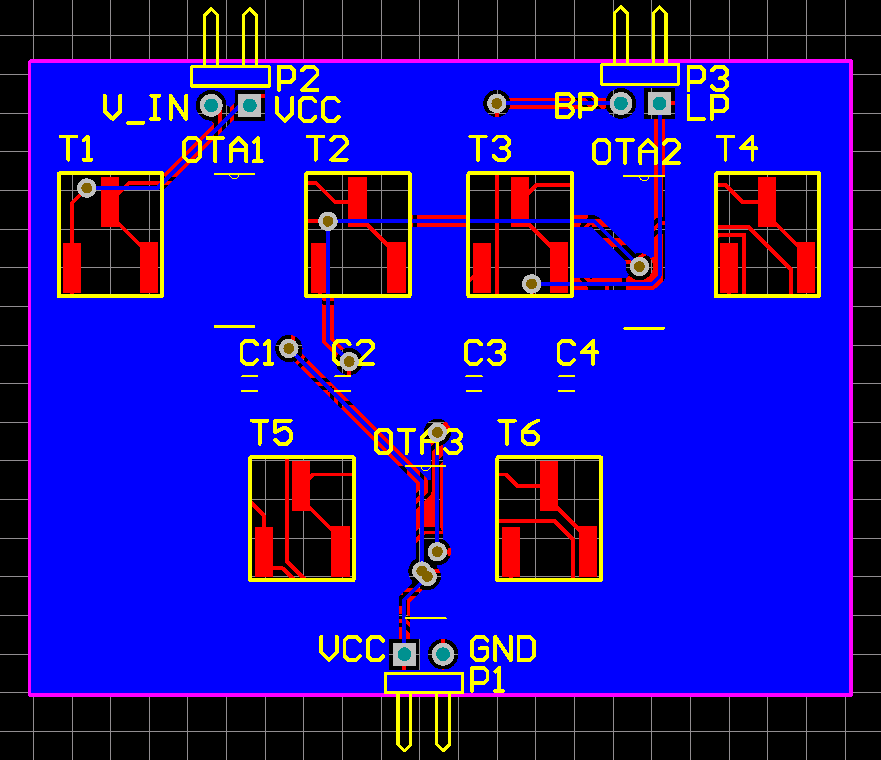 P2
P3
V_IN
VCC
BP
LP
T1
OTA1
T2
T3
OTA2
T4
C1
C2
C3
C4
T5
OTA3
T6
VCC
GND
P1